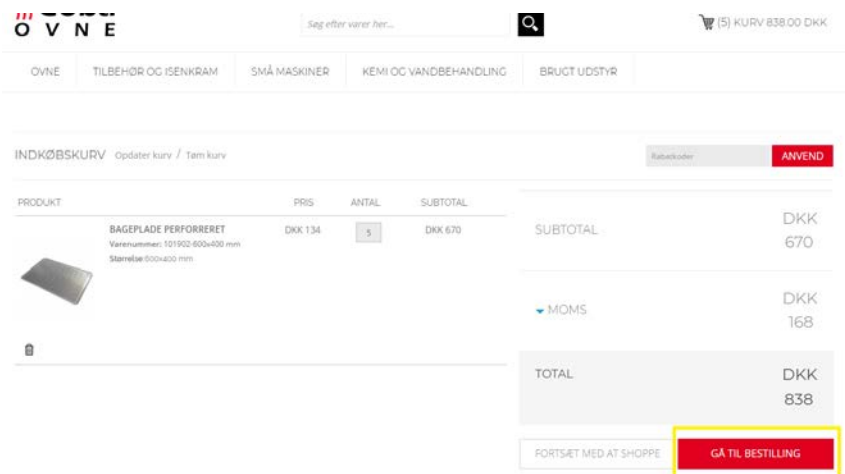 OVNE
Søg efter varer her...
(5) KURV 838.00 DKK
OVNE TILBEHØR OG ISENKRAM SMÅ MASKINER KEMI OG VANDBEHANDLING BRUGT UDSTYR
INDKØBSKURV Opdater kurv / Tøm kurv
Rabatkoder ANVEND
PRODUKT PRIS ANTAL SUBTOTAL
BAGEPLADE PERFORRERET DKK 134 5 DKK 670
Varenummer: 101902-600x400 mm
Størrelse:600x400 mm
SUBTOTAL DKK
670
MOMS DKK
168
TOTAL DKK
838
FORTSÆT MED AT SHOPPE GÅ TIL BESTILLING